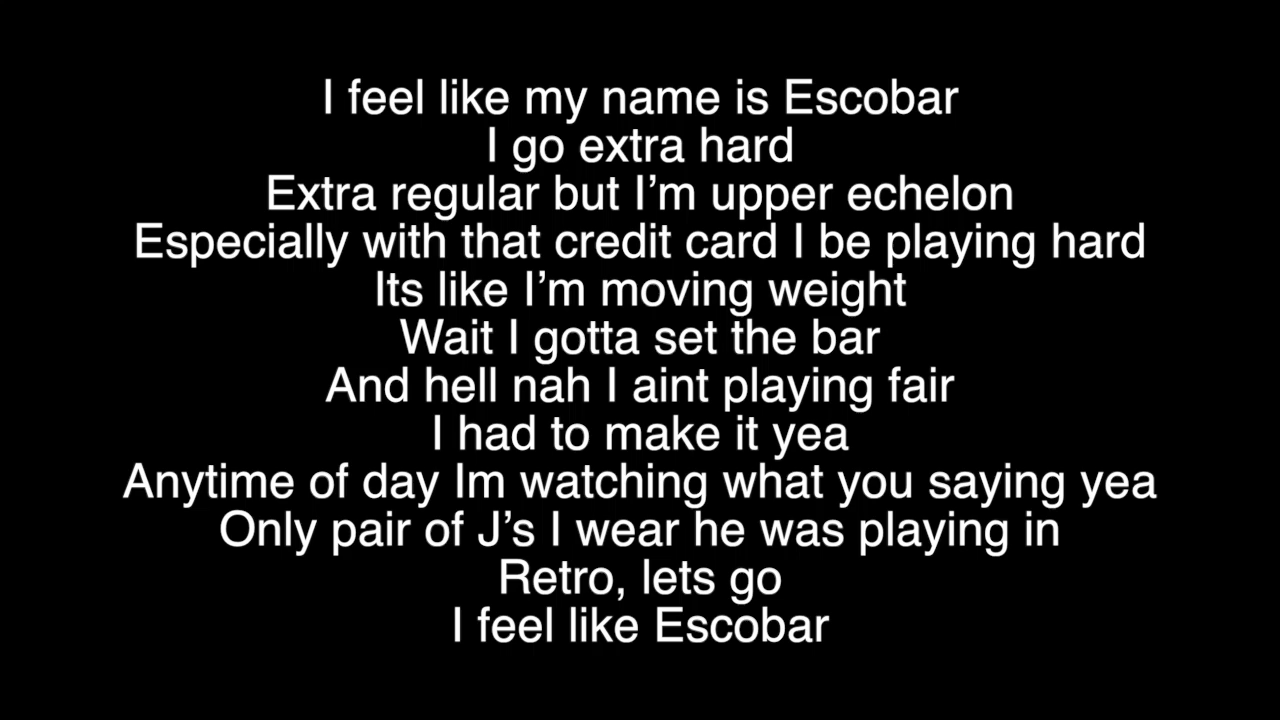 I feel like my name is Escobar
I go extra hard
Extra regular but I’m upper echelon
Especially with that credit card I be playing hard
Its like I’m moving weight
Wait I gotta set the bar
And hell nah I aint playing fair
I had to make it yea
Anytime of day Im watching what you saying yea
Only pair of J’s I wear he was playing in
Retro, lets go
I feel like Escobar